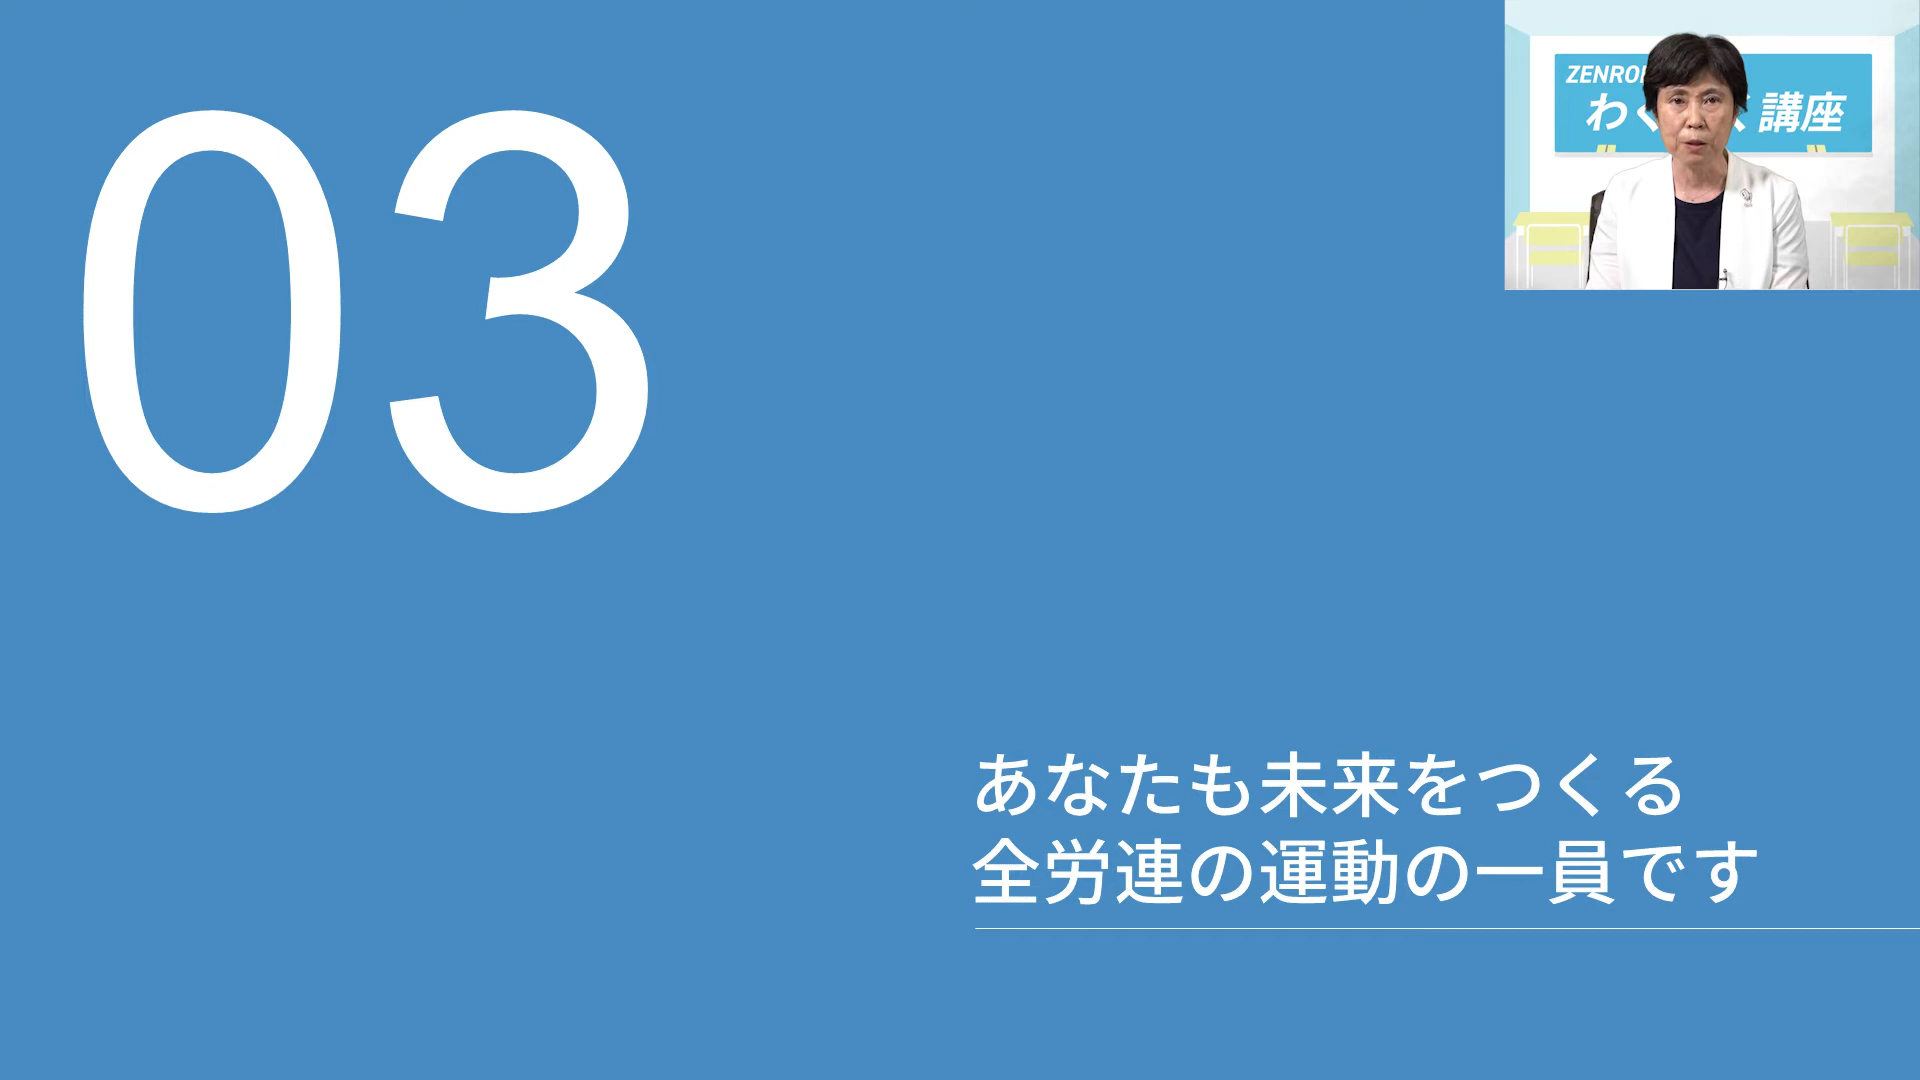 03
わく 講座
あなたも未来をつくる
全労連の運動の一員です